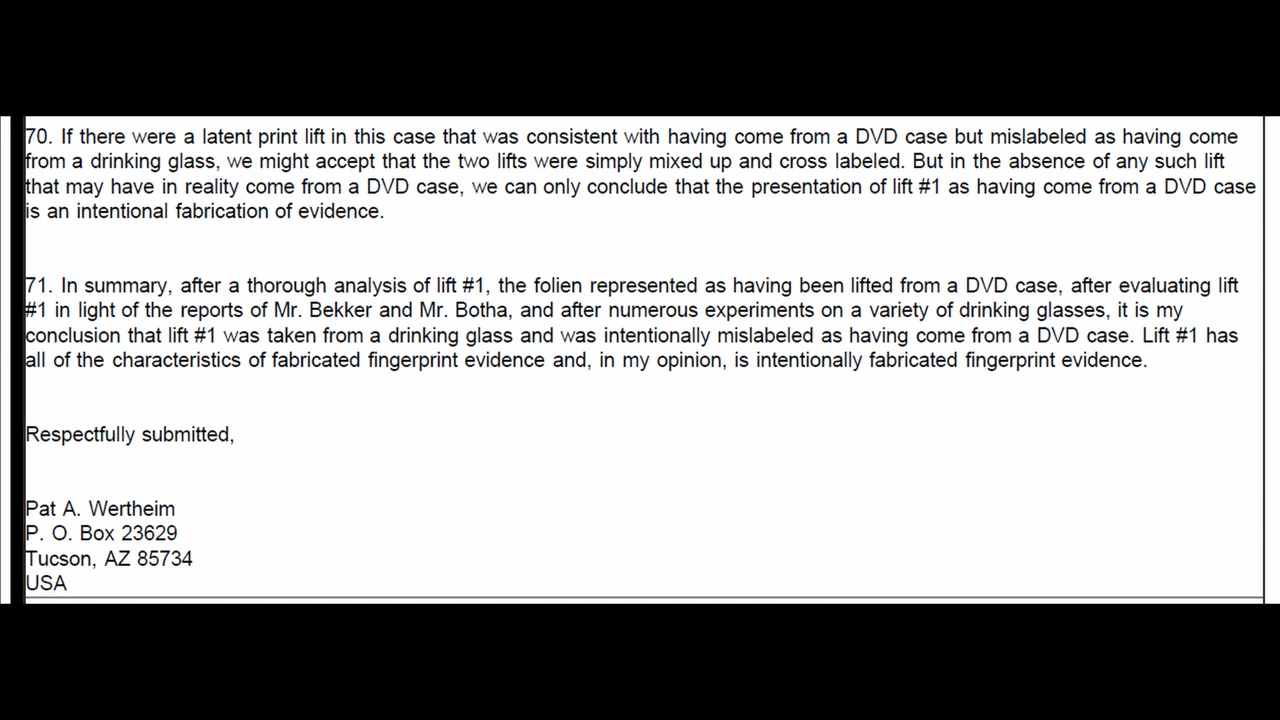 70. If there were a latent print lift in this case that was consistent with having come from a DVD case but mislabeled as having come
from a drinking glass, we might accept that the two lifts were simply mixed up and cross labeled. But in the absence of any such lift
that may have in reality come from a DVD case, we can only conclude that the presentation of lift #1 as having come from a DVD case
is an intentional fabrication of evidence.
71. In summary, after a thorough analysis of lift #1, the folien represented as having been lifted from a DVD case, after evaluating lift
#1 in light of the reports of Mr. Bekker and Mr. Botha, and after numerous experiments on a variety of drinking glasses, it is my
conclusion that lift #1 was taken from a drinking glass and was intentionally mislabeled as having come from a DVD case. Lift #1 has
all of the characteristics of fabricated fingerprint evidence and, in my opinion, is intentionally fabricated fingerprint evidence.
Respectfully submitted,
Pat A. Wertheim
P. O. Box 23629
Tucson, AZ 85734
USA